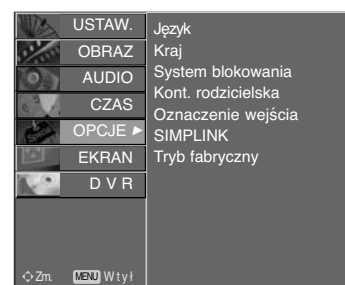 USTAW.
OBRAZ
AUDIO
CZAS
OPCJE
EKRAN
D V R
Język
Kraj
System blokowania
Kont. rodzicielska
Oznaczenie wejścia
SIMPLINK
Tryb fabryczny
Zm. MENU Wtył